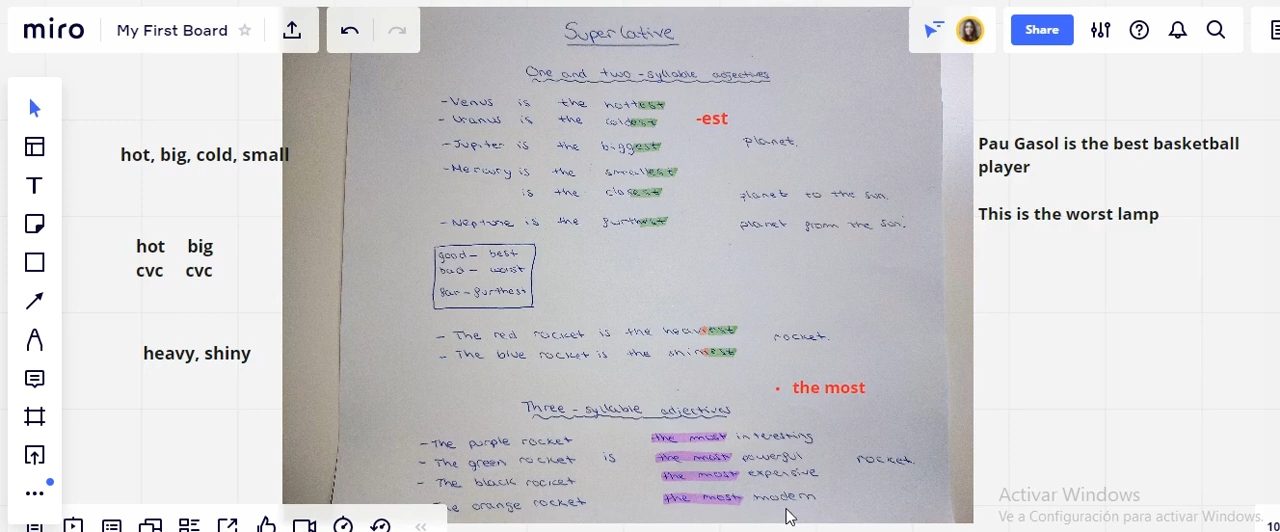 miro
My First Board
Share
Superlative
One and two-syllable adjectives
-Venus is the hottest
- Uranus is the coldest
-est
-Jupiter is the biggest planet.
-Mercury is the smallest
is the closest planet to the sun.
-Neptune is the furthest planet from the sun.
good- best
bad- worst
far-furthest
- The red rocket is the heaviest rocket.
- The blue rocket is the shiniest
· the most
Three-syllable adjectives
-The purple rocket the most interesting
-The green rocket is the most powerful rocket.
- The black rocket the most expensive
orange rocket the most modern
hot, big, cold, small
hot big
cvc cvc
heavy, shiny
Pau Gasol is the best basketball
player
This is the worst lamp
Activar Windows
Ve a Configuración para activar Windows.
10